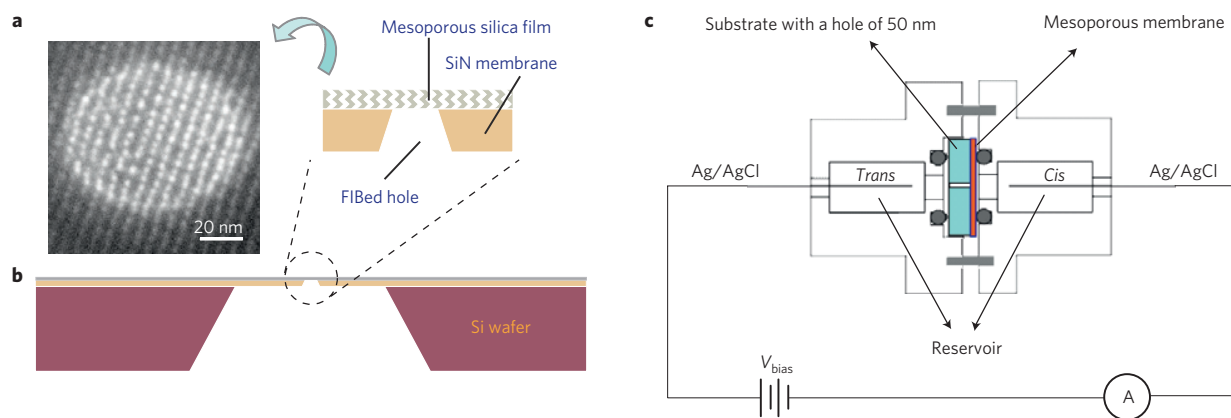 a
Mesoporous silica film
SiN membrane
FIBed hole
20 nm
b
Si wafer
c
Substrate with a hole of 50 nm
Mesoporous membrane
Ag/AgCl
Trans
Cis
Ag/AgCl
Reservoir
Vbias
A